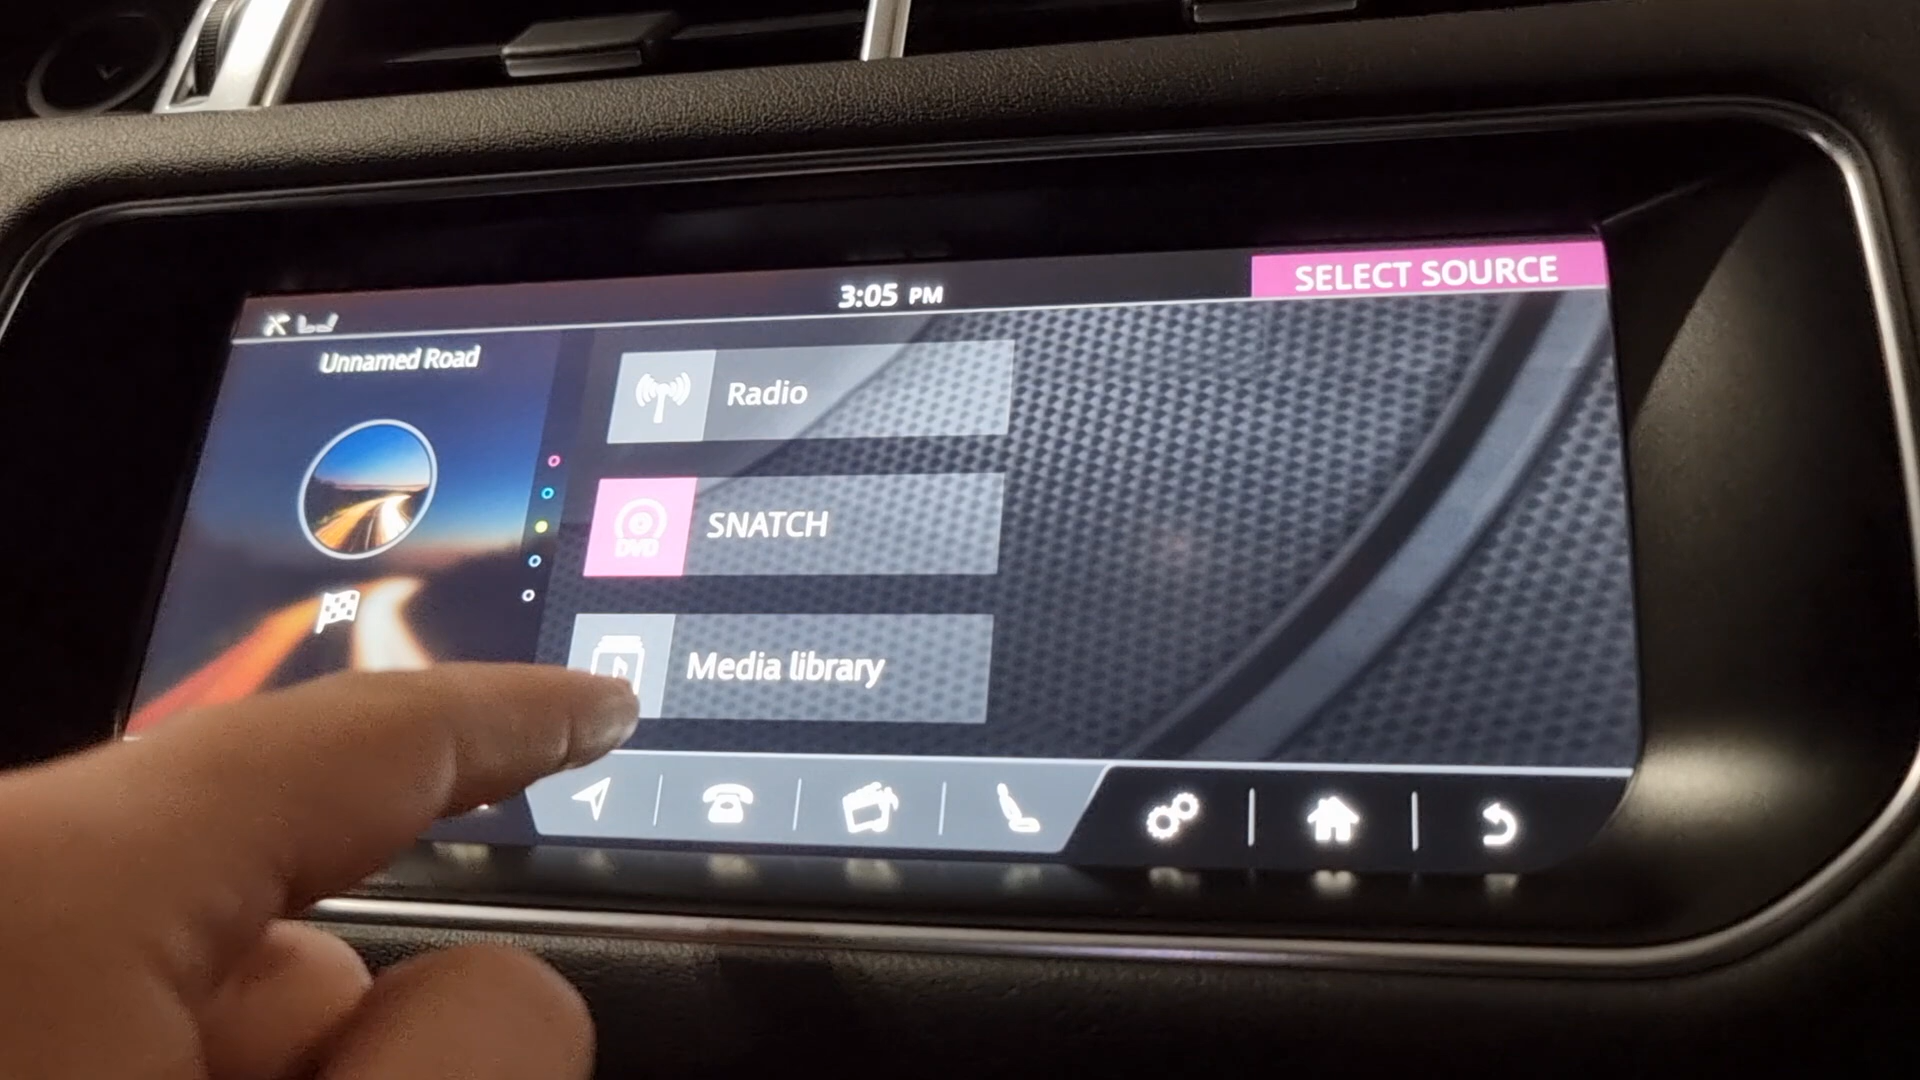 3:05 PM
SELECT SOURCE
Unnamed Road
Radio
DVD
SNATCH
Media library